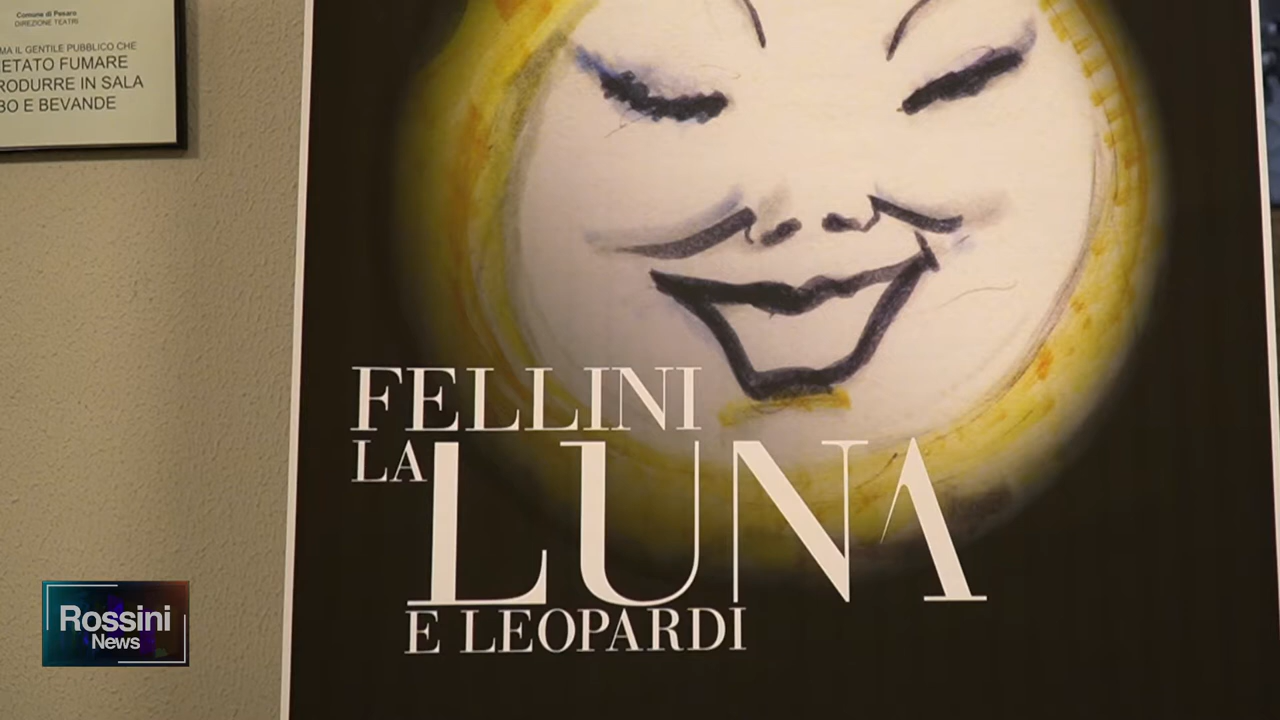 Comune di Pesaro
DIREZIONE TEATRI
MA IL GENTILE PUBBLICO CHE
ETATO FUMARE
RODURRE IN SALA
BO E BEVANDE
FELLINI
LA LUNA
E LEOPARDI
Rossini
News